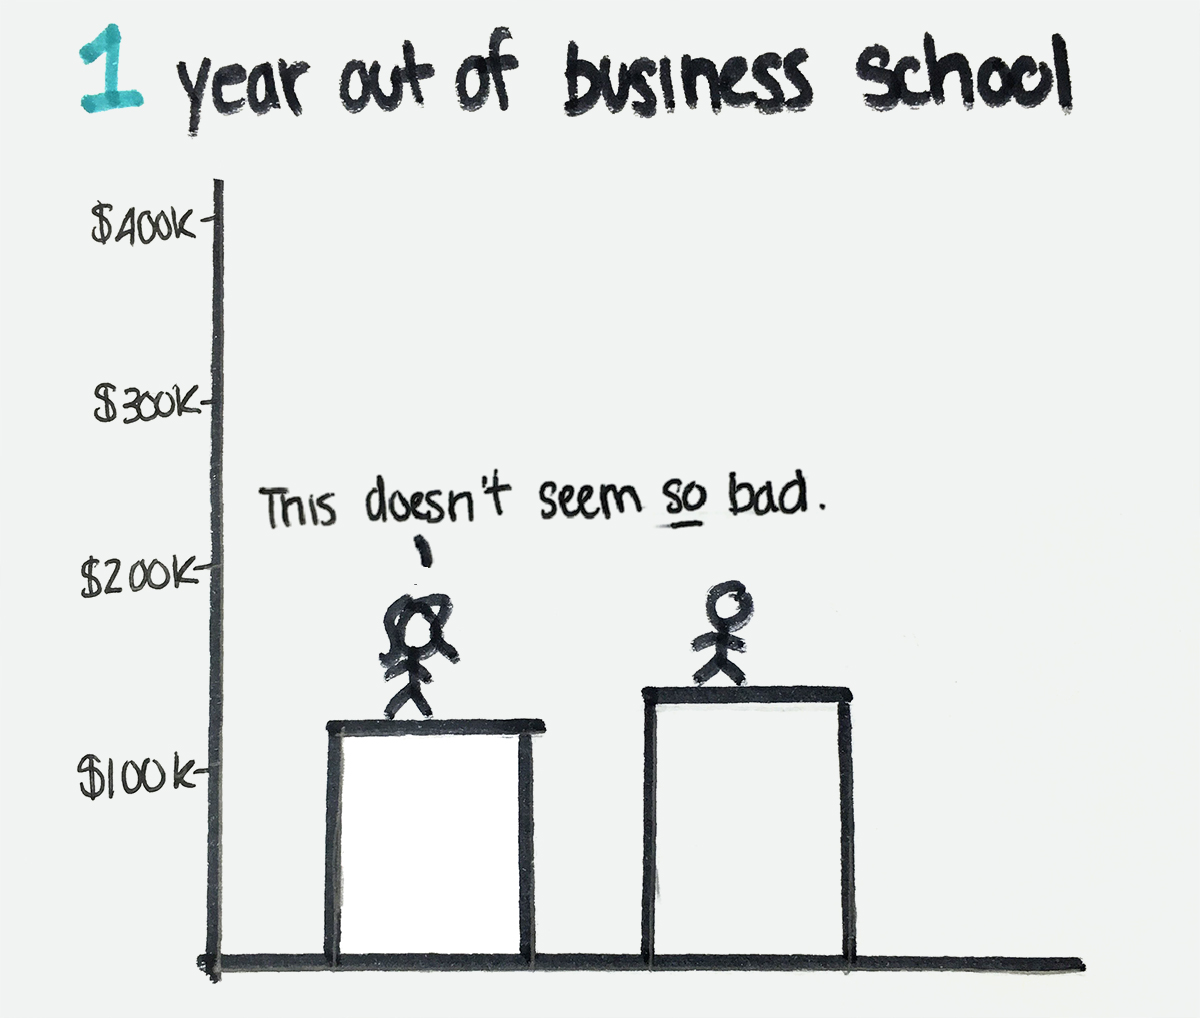 1 year out of business school
$400K
$300K
This doesn't seem so bad.
$200K
$100K